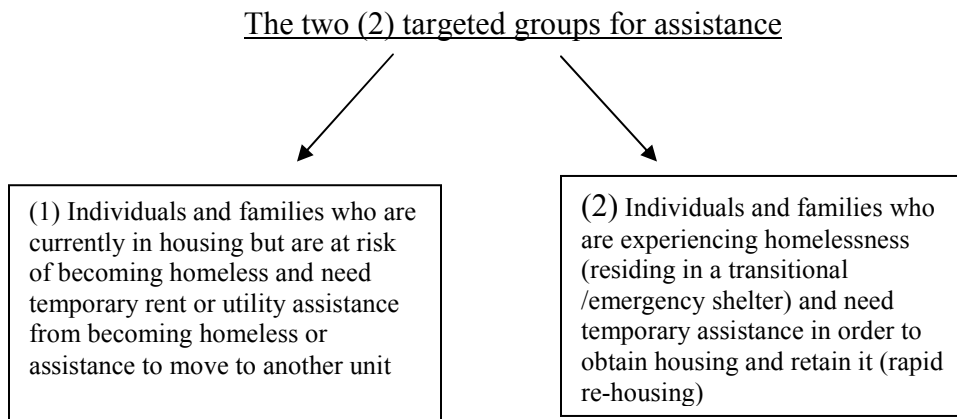 The two (2) targeted groups for assistance
(1) Individuals and families who are
currently in housing but are at risk
of becoming homeless and need
temporary rent or utility assistance
from becoming homeless or
assistance to move to another unit
(2) Individuals and families who
are experiencing homelessness
(residing in a transitional
/emergency shelter) and need
temporary assistance in order to
obtain housing and retain it (rapid
re-housing)